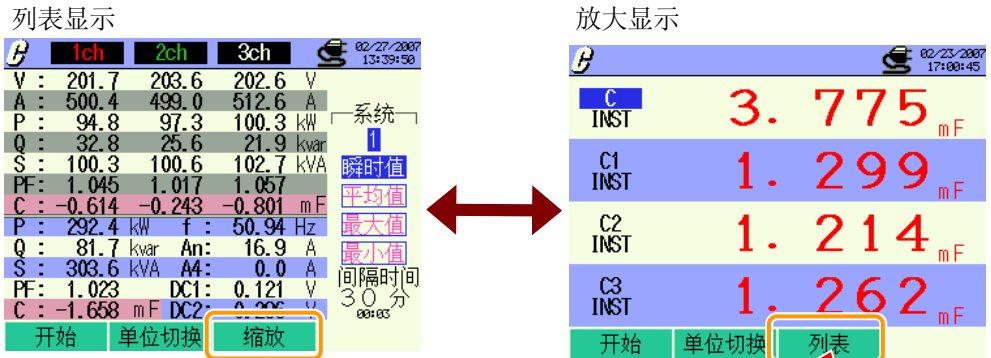 列表显示
1ch 2ch 3ch 02/27/2007 13:39:50
V : 201.7 203.6 202.6 V
A : 500.4 499.0 512.6 A
P : 94.8 97.3 100.3 kW
Q : 32.8 25.6 21.9 kvar
S : 100.3 100.6 102.7 kVA
PF: 1.045 1.017 1.057
C : -0.614 -0.243 -0.801 mF
P : 292.4 kW f : 50.94 Hz
Q : 81.7 kvar An: 16.9 A
S : 303.6 kVA A4: 0.0 A
PF: 1.023 DC1: 0.121 V
C : -1.658 mF DC2:
系统
1
瞬时值
平均值
最大值
最小值
间隔时间
30 分
00:03
开始 单位切换 缩放
放大显示
02/23/2007
17:00:45
C INST 3.775 mF
C1 INST 1.299 mF
C2 INST 1.214 mF
C3 INST 1.262 mF
开始 单位切换 列表